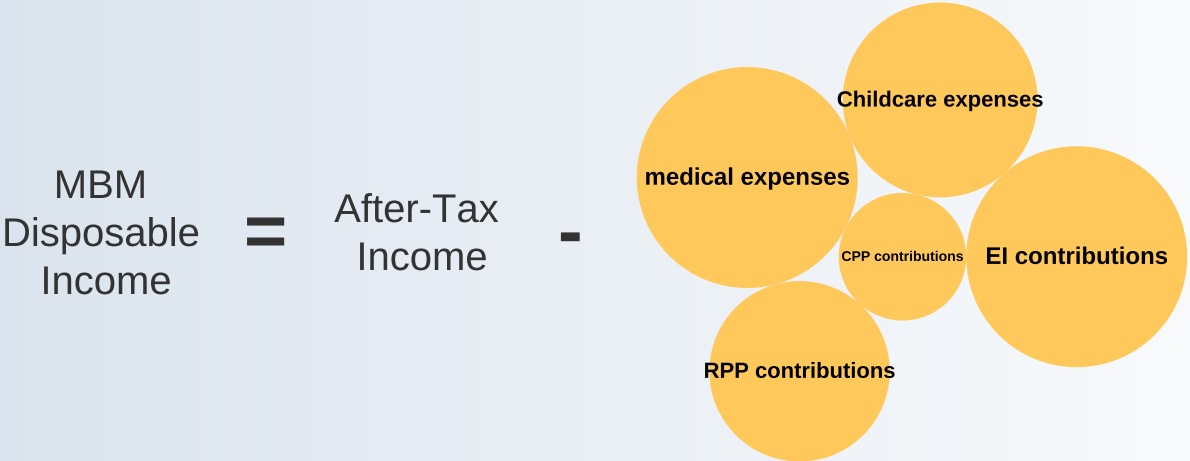 MBM
Disposable
Income
=
After-Tax
Income
-
Childcare expenses
medical expenses
CPP contributions
EI contributions
RPP contributions